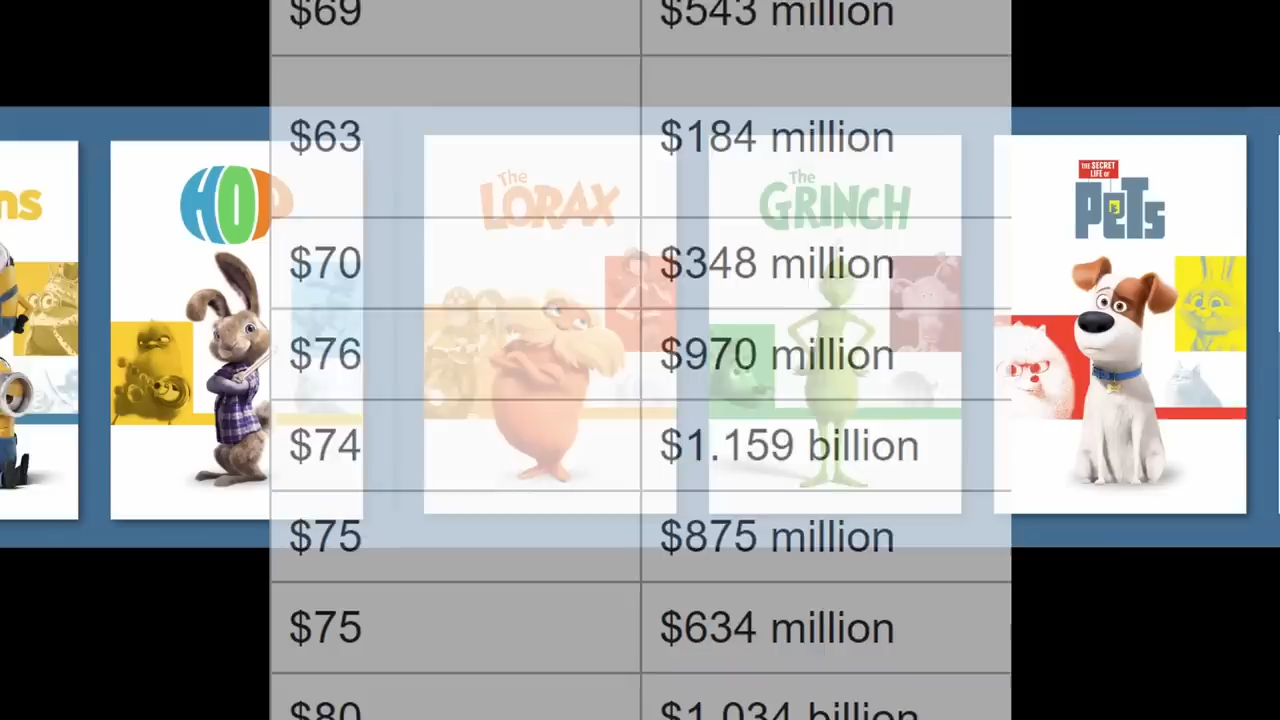 $69 $543 million
$63 $184 million
ns HOP The LORAX The GRINCH THE SECRET LIFE OF PeTs
$70 $348 million
$76 $970 million
$74 $1.159 billion
$75 $875 million
$75 $634 million
$80 $1.034 billion